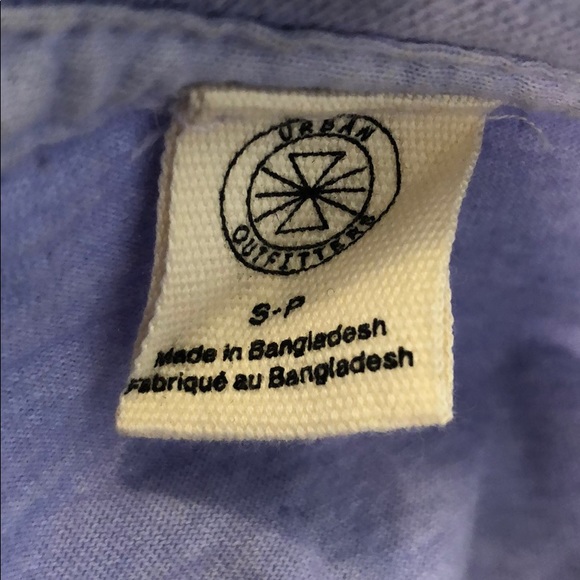 URBAN
OUTFITTERS
S-P
Made in Bangladesh
Fabriqué au Bangladesh